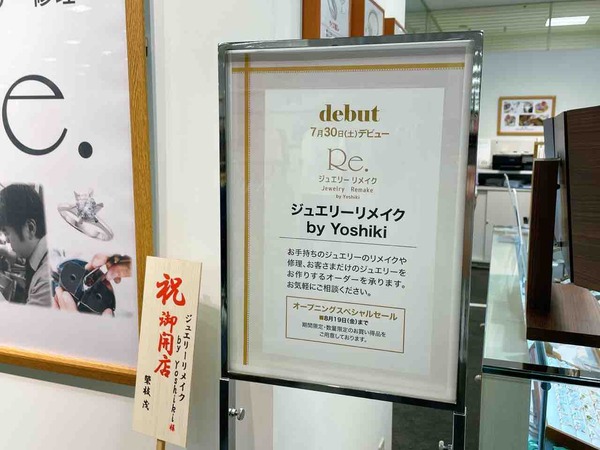 修理
e.
debut
7月30日(土)デビュー
Re.
ジュエリーリメイク
Jewelry Remake
by Yoshiki
ジュエリーリメイク
by Yoshiki
お手持ちのジュエリーのリメイクや
修理、お客さまだけのジュエリーを
お作りするオーダーを承ります。
お気軽にご相談ください。
オープニングスペシャルセール
■8月19日(金)まで
期間限定・数量限定のお買い得品を
ご用意しております。
祝 御開店
ジュエリーリメイク
by Yoshiki様